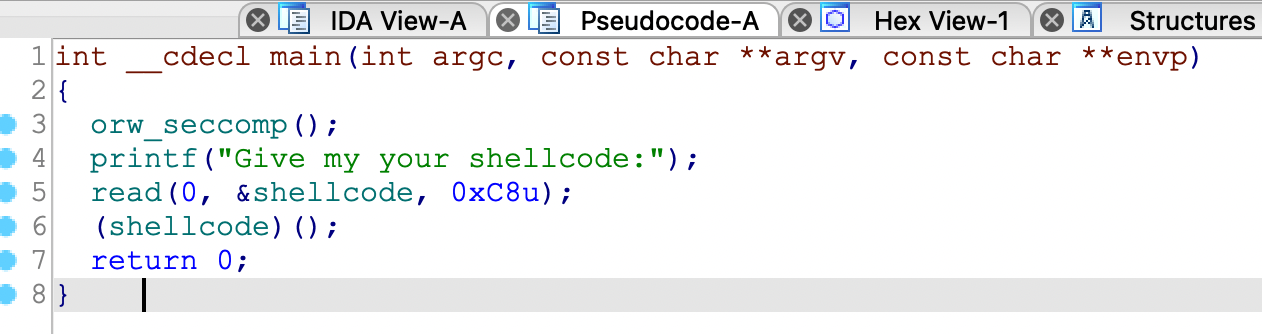 IDA View-A Pseudocode-A Hex View-1 Structures
1 int __cdecl main(int argc, const char **argv, const char **envp)
2 {
3 orw_seccomp();
4 printf("Give my your shellcode:");
5 read(0, &shellcode, 0xC8u);
6 (shellcode)();
7 return 0;
8 }